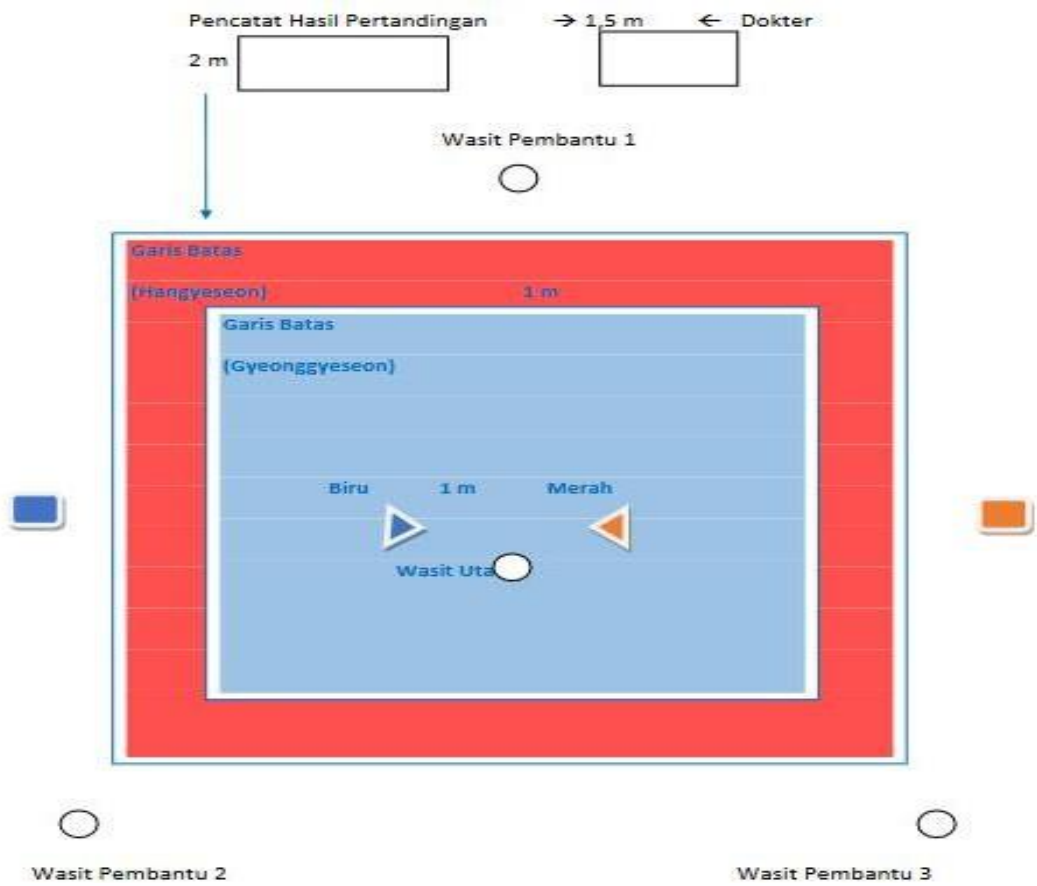 Pencatat Hasil Pertandingan → 1,5 m ← Dokter
2 m
Wasit Pembantu 1
Garis Batas
(Hangyeseon) 1 m
Garis Batas
(Gyeonggyeseon)
Biru 1 m Merah
Wasit Uta
Wasit Pembantu 2 Wasit Pembantu 3